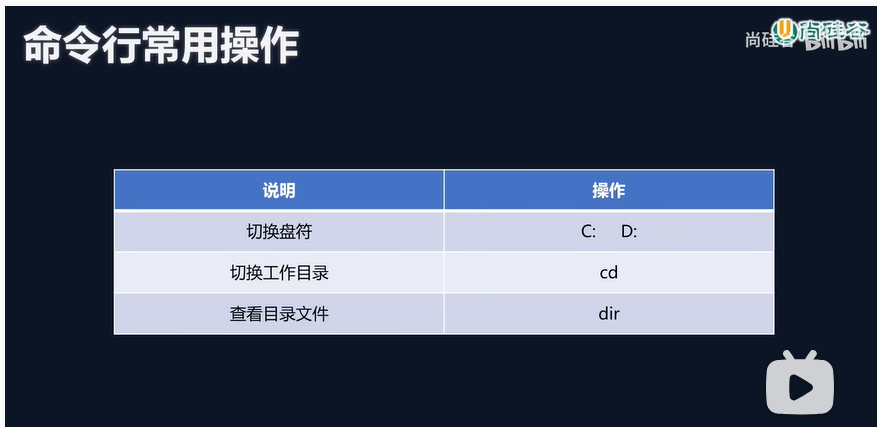 命令行常用操作
尚硅谷
说明 操作
切换盘符 C: D:
切换工作目录 cd
查看目录文件 dir